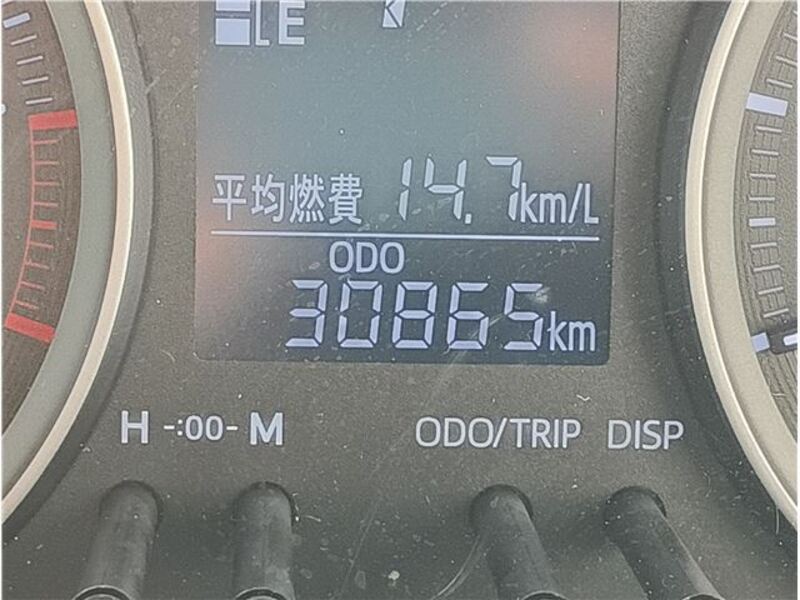 E
平均燃費 14.7km/L
ODO
30865km
H -:00- M ODO/TRIP DISP